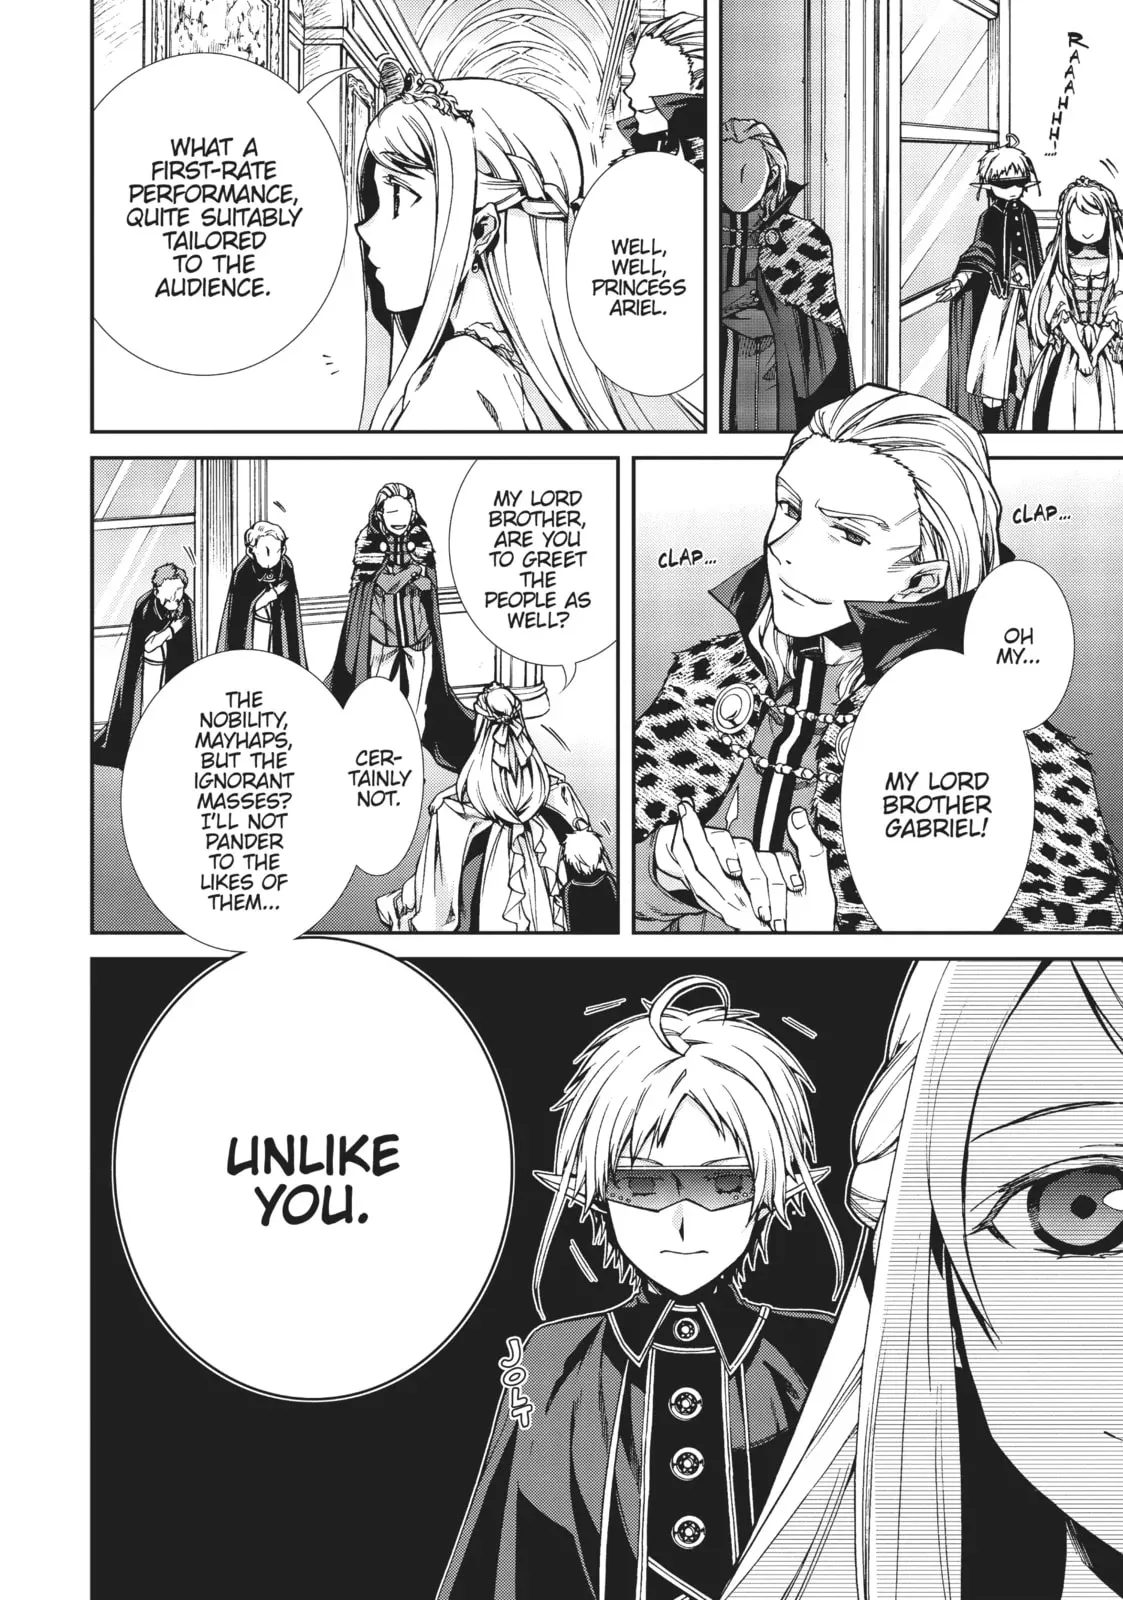 RAAAHHH!...
WELL,
WELL,
PRINCESS
ARIEL.
WHAT A
FIRST-RATE
PERFORMANCE,
QUITE SUITABLY
TAILORED
TO THE
AUDIENCE.
CLAP...
CLAP...
OH
MY...
MY LORD
BROTHER
GABRIEL!
MY LORD
BROTHER,
ARE YOU
TO GREET
THE
PEOPLE AS
WELL?
CER-
TAINLY
NOT.
THE
NOBILITY,
MAYHAPS,
BUT THE
IGNORANT
MASSES?
I'LL NOT
PANDER
TO THE
LIKES OF
THEM...
UNLIKE
YOU.
JOLT